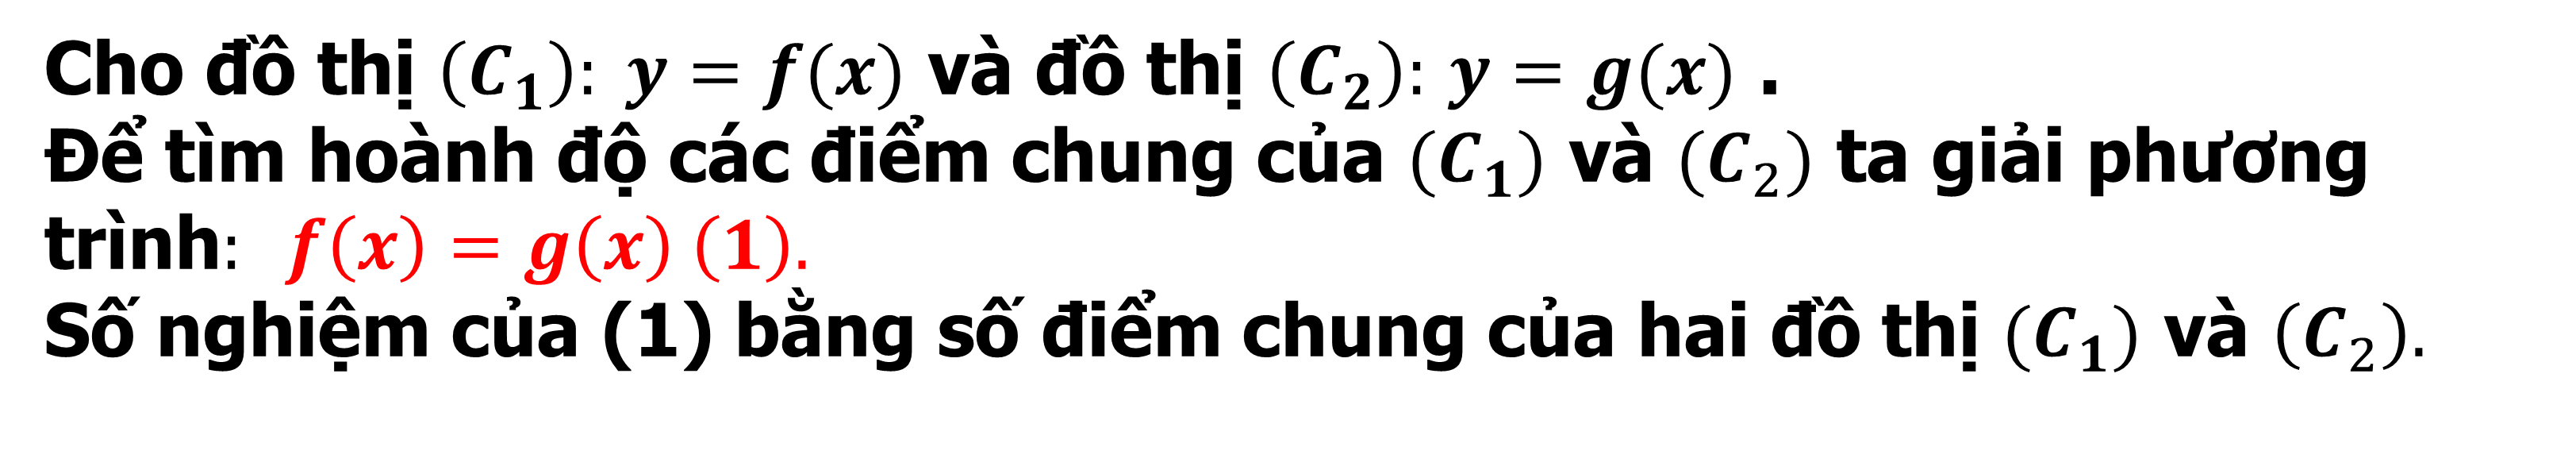 Cho đồ thị (C₁): y = f(x) và đồ thị (C₂): y = g(x) .
Để tìm hoành độ các điểm chung của (C₁) và (C₂) ta giải phương
trình: f(x) = g(x) (1).
Số nghiệm của (1) bằng số điểm chung của hai đồ thị (C₁) và (C₂).